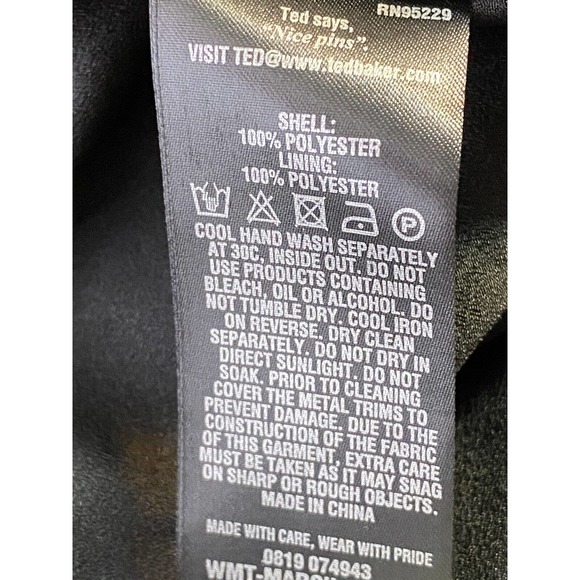 Ted says, RN95229
"Nice pins".
VISIT TED@www.tedbaker.com
SHELL:
100% POLYESTER
LINING:
100% POLYESTER
P
COOL HAND WASH SEPARATELY
AT 30C, INSIDE OUT. DO NOT
USE PRODUCTS CONTAINING
BLEACH, OIL OR ALCOHOL. DO
NOT TUMBLE DRY. COOL IRON
ON REVERSE. DRY CLEAN
SEPARATELY. DO NOT DRY IN
DIRECT SUNLIGHT. DO NOT
SOAK. PRIOR TO CLEANING
COVER THE METAL TRIMS TO
PREVENT DAMAGE. DUE TO THE
CONSTRUCTION OF THE FABRIC
OF THIS GARMENT, EXTRA CARE
MUST BE TAKEN AS IT MAY SNAG
ON SHARP OR ROUGH OBJECTS.
MADE IN CHINA
MADE WITH CARE, WEAR WITH PRIDE
0819 074943